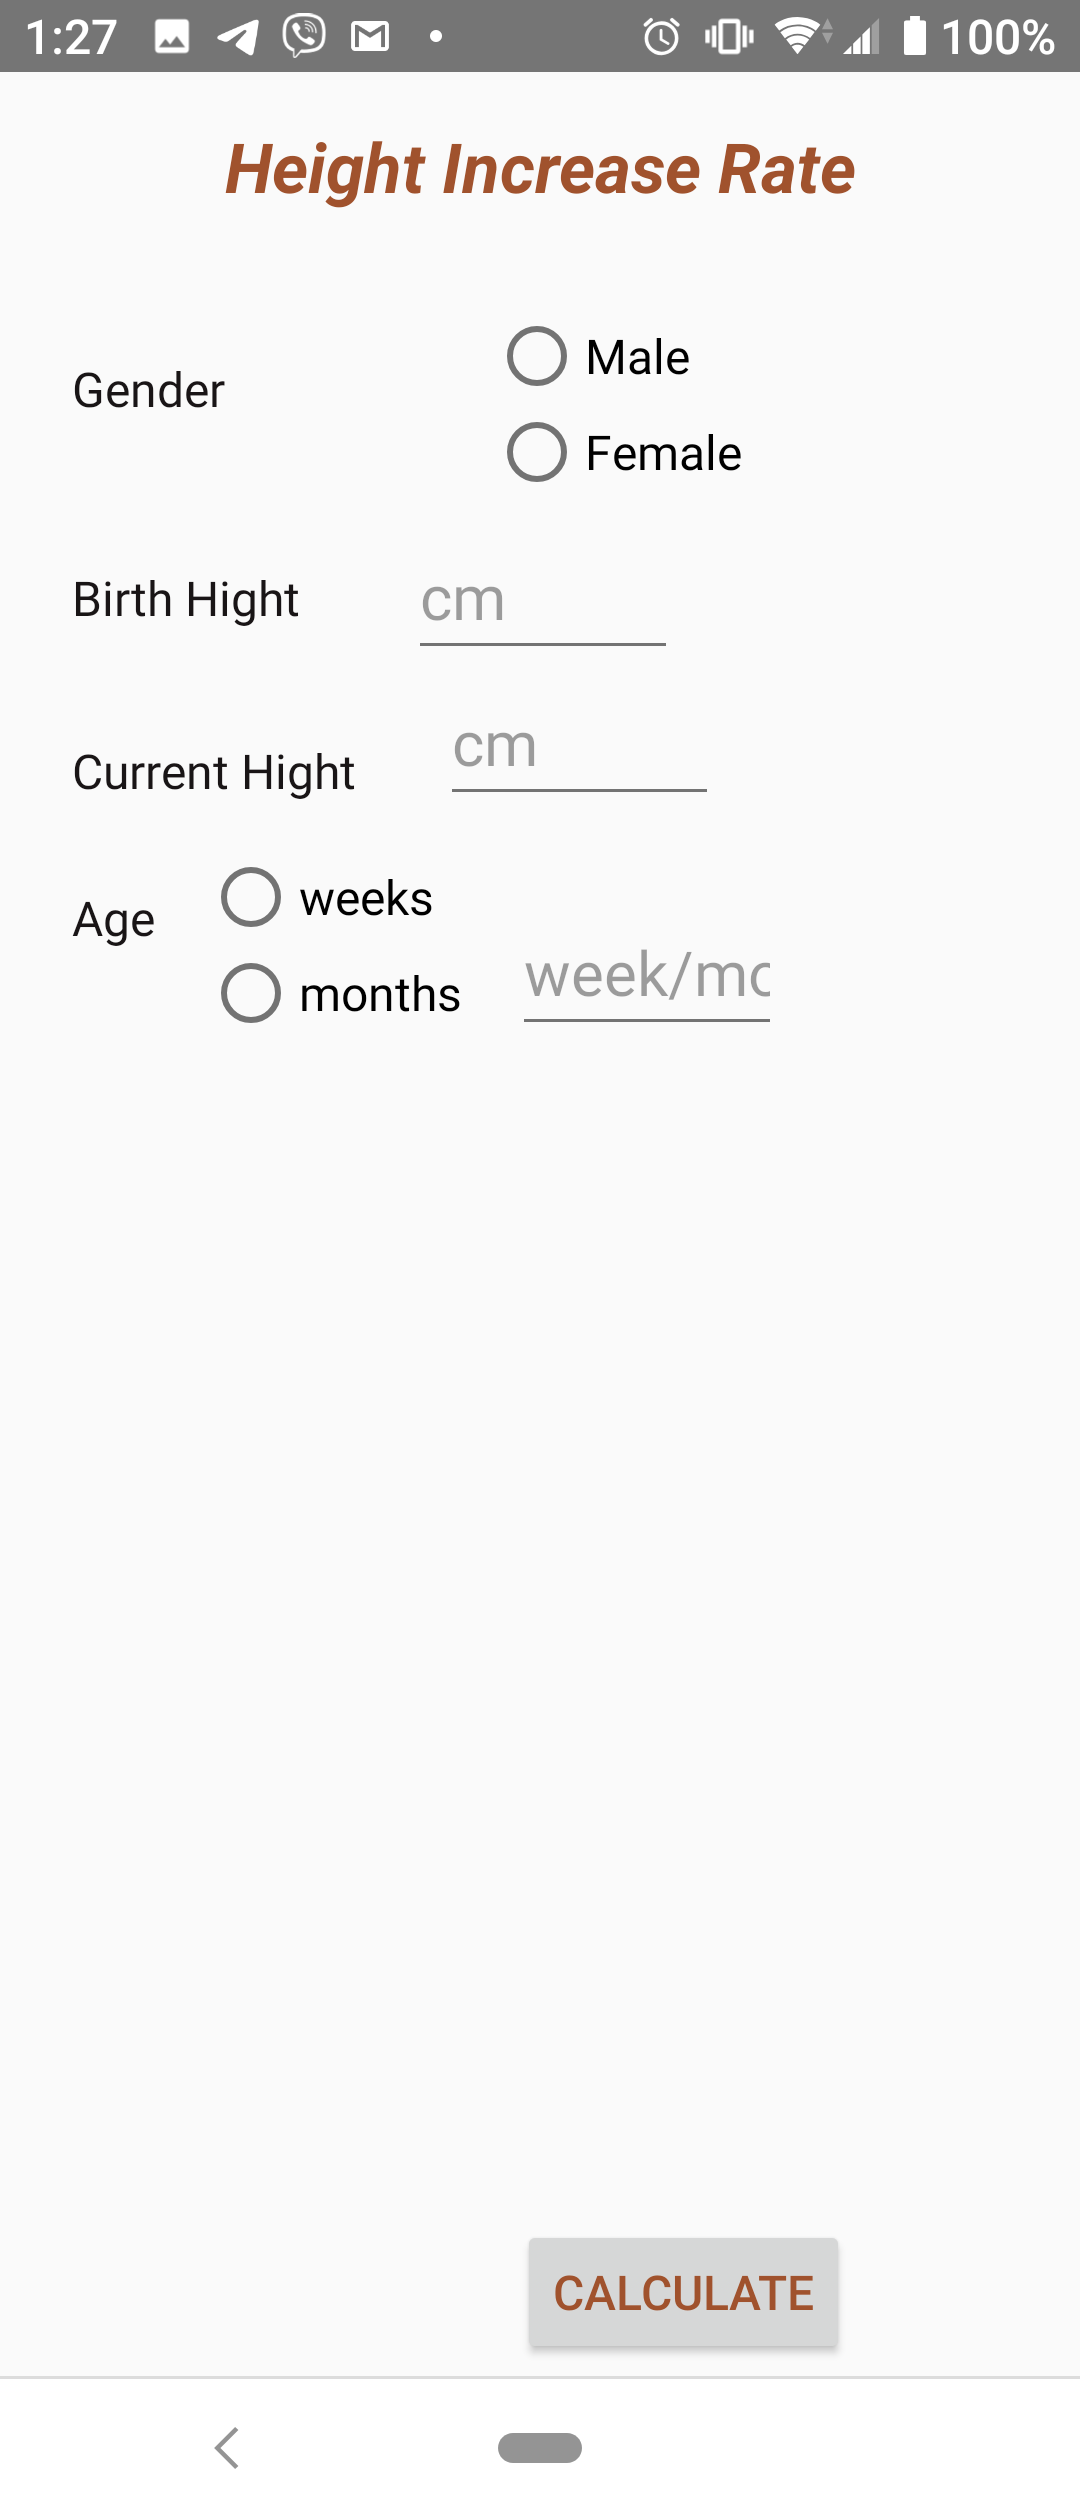 1:27 100%
Height Increase Rate
Gender
Male
Female
Birth Hight cm
Current Hight cm
Age
weeks
months
week/mo
CALCULATE